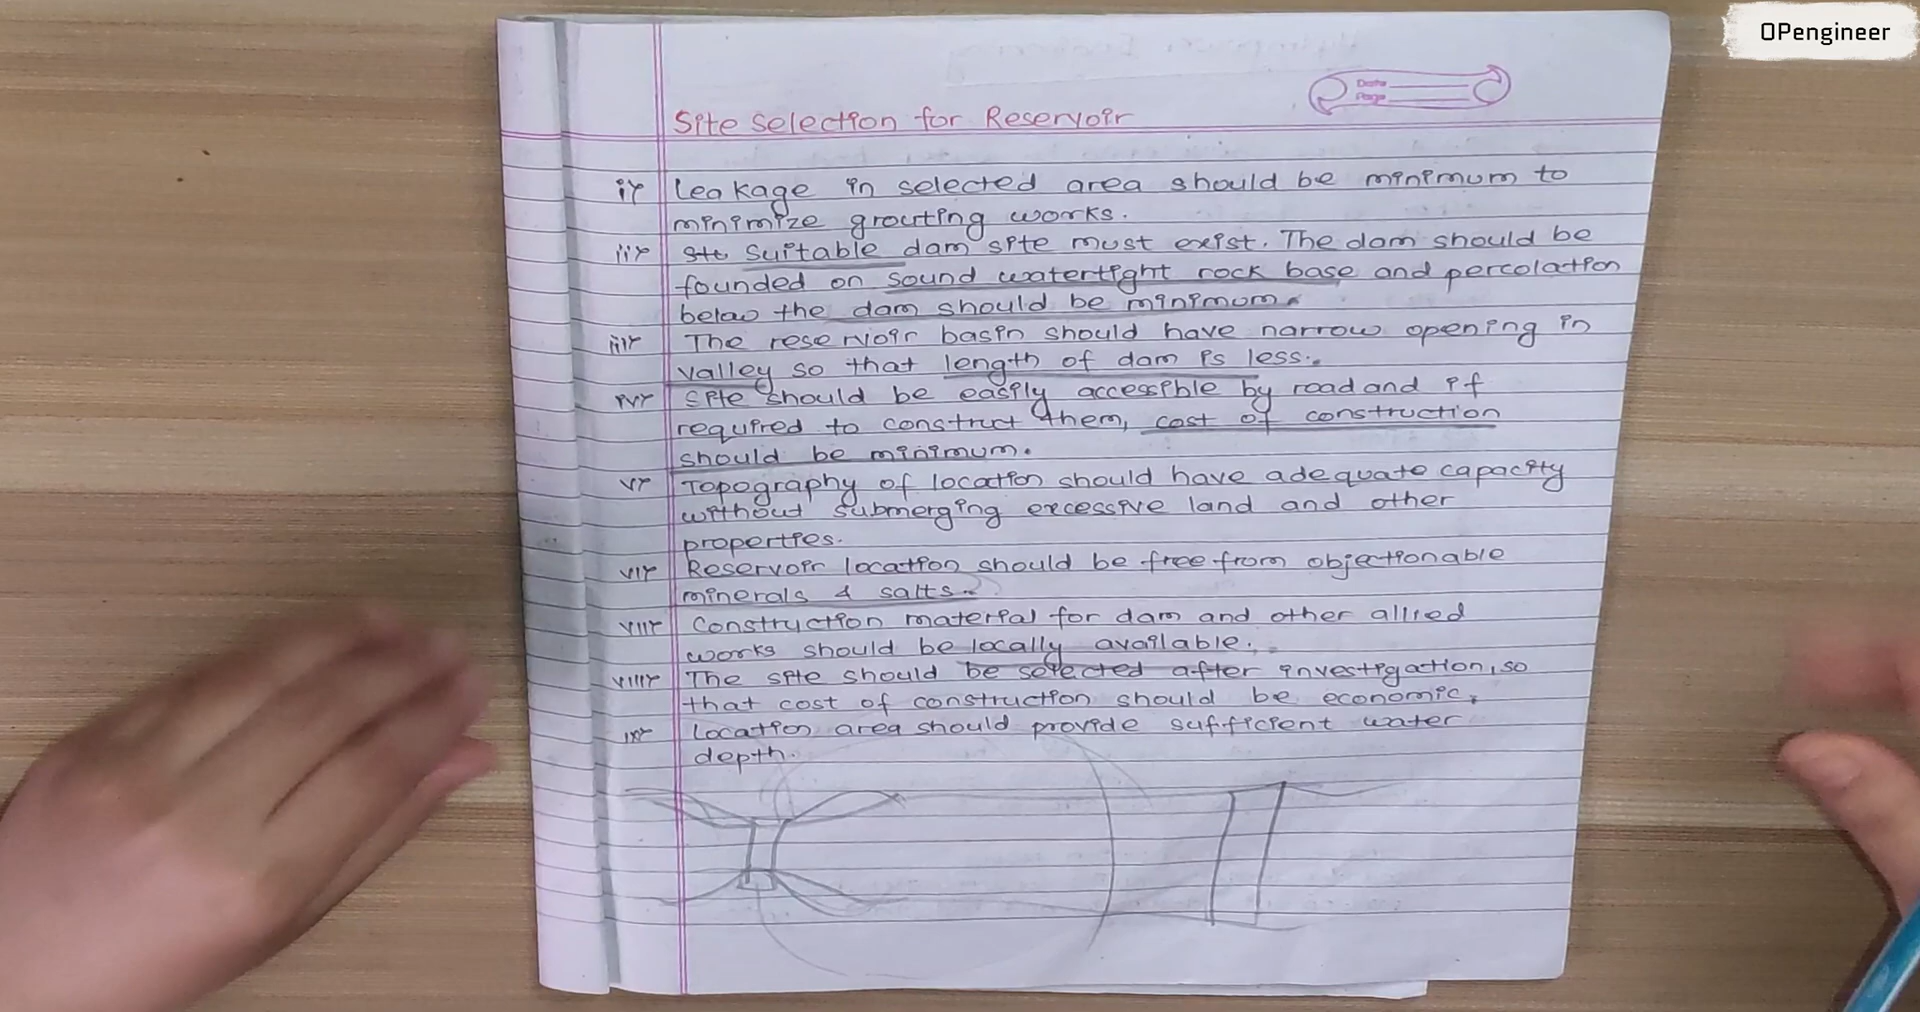 OPengineer
Date
Page
Site Selection for Reservoir
i) Leakage in selected area should be minimum to
minimize grouting works.
ii) Suitable dam site must exist. The dam should be
founded on sound watertight rock base and percolation
below the dam should be minimum.
iii) The reservoir basin should have narrow opening in
valley so that length of dam is less.
iv) Site should be easily accessible by road and if
required to construct them, cost of construction
should be minimum.
v) Topography of location should have adequate capacity
without submerging excessive land and other
properties.
vi) Reservoir location should be free from objectionable
minerals & salts.
vii) Construction material for dam and other allied
works should be locally available.
viii) The site should be selected after investigation, so
that cost of construction should be economic.
ix) Location area should provide sufficient water
depth.